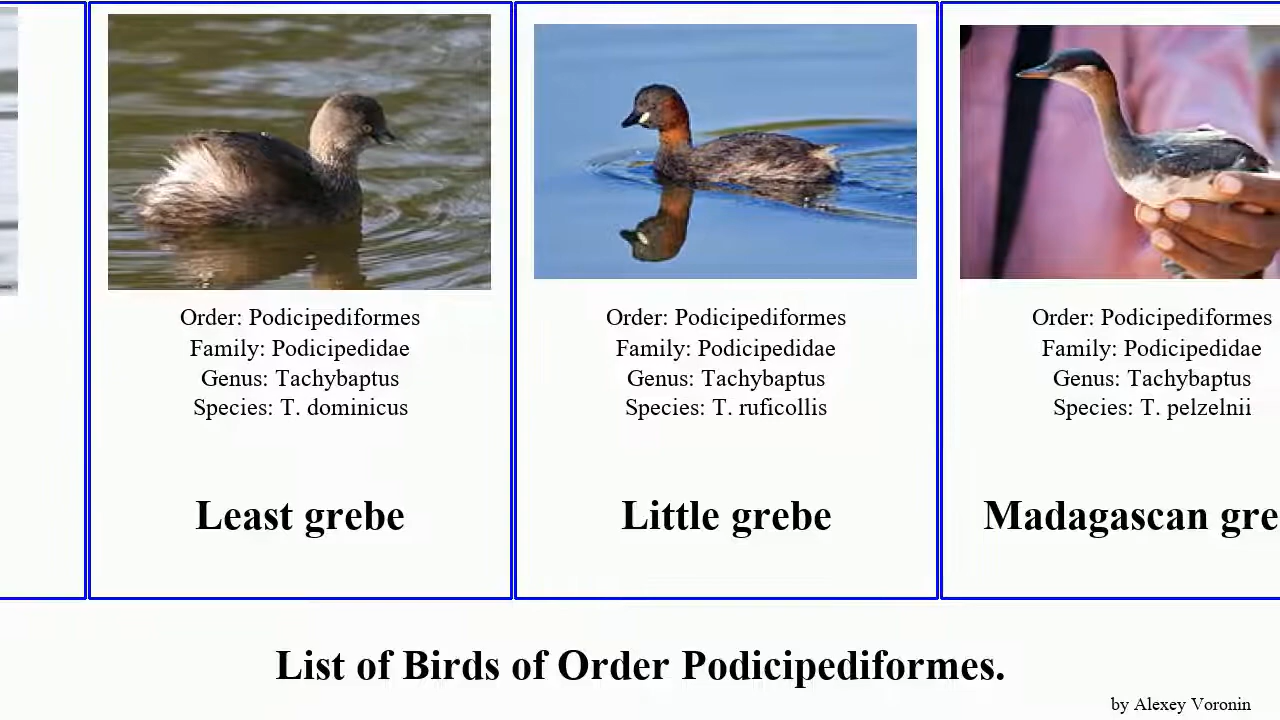 Order: Podicipediformes
Family: Podicipedidae
Genus: Tachybaptus
Species: T. dominicus
Least grebe
Order: Podicipediformes
Family: Podicipedidae
Genus: Tachybaptus
Species: T. ruficollis
Little grebe
Order: Podicipediformes
Family: Podicipedidae
Genus: Tachybaptus
Species: T. pelzelnii
Madagascan gre
List of Birds of Order Podicipediformes.
by Alexey Voronin